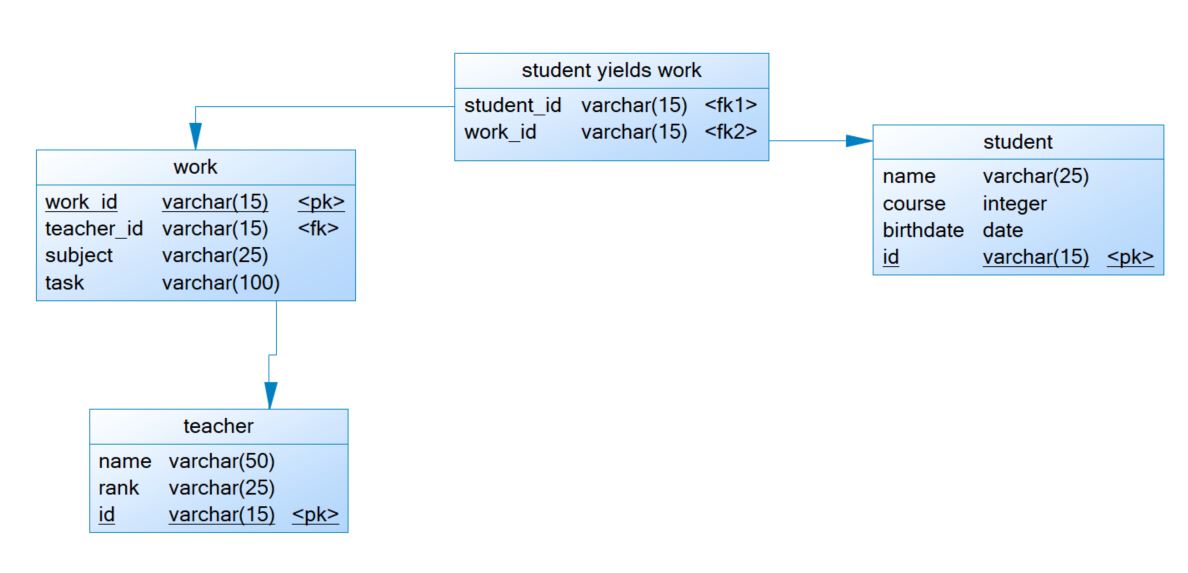 student yields work
student_id varchar(15) <fk1>
work_id varchar(15) <fk2>
work
work_id varchar(15) <pk>
teacher_id varchar(15) <fk>
subject varchar(25)
task varchar(100)
student
name varchar(25)
course integer
birthdate date
id varchar(15) <pk>
teacher
name varchar(50)
rank varchar(25)
id varchar(15) <pk>